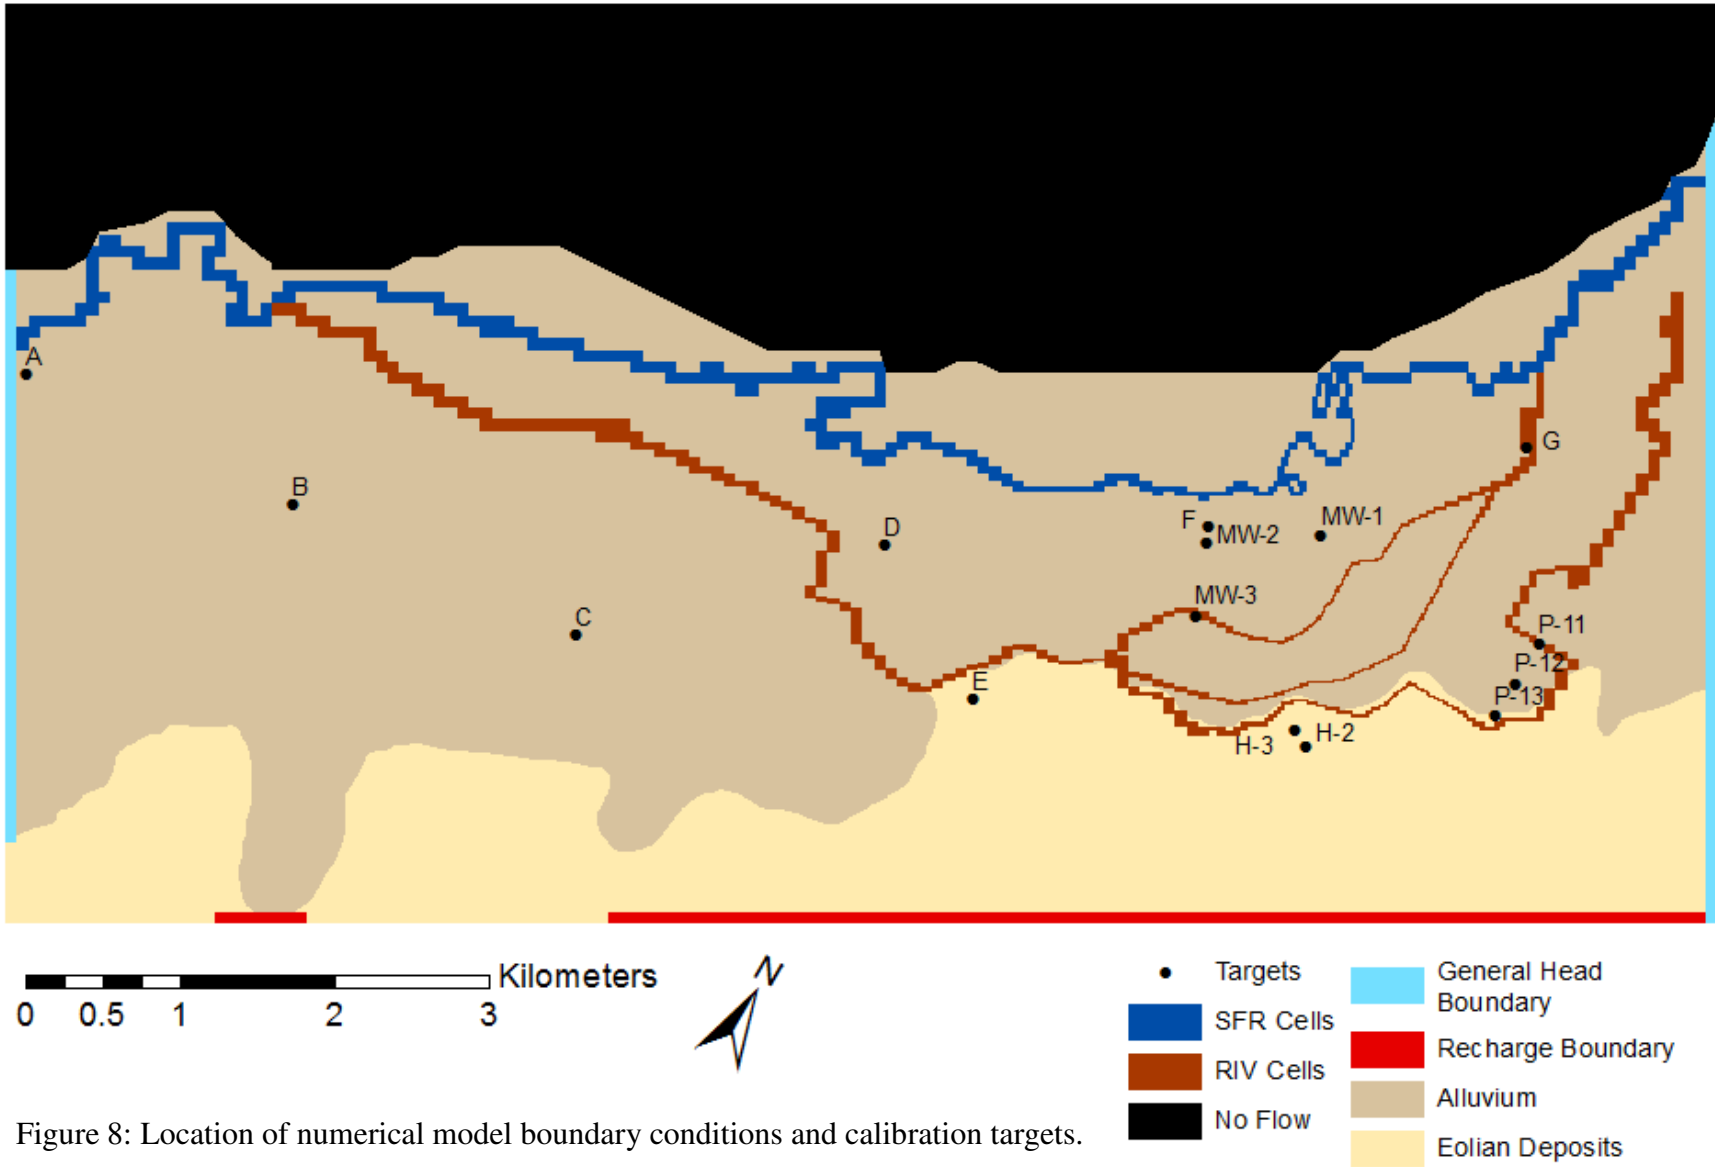 A
B
C
D
E
F
MW-2
MW-1
G
MW-3
P-11
P-12
P-13
H-3
H-2
Kilometers
0 0.5 1 2 3
N
Targets
SFR Cells
RIV Cells
No Flow
General Head
Boundary
Recharge Boundary
Alluvium
Eolian Deposits
Figure 8: Location of numerical model boundary conditions and calibration targets.